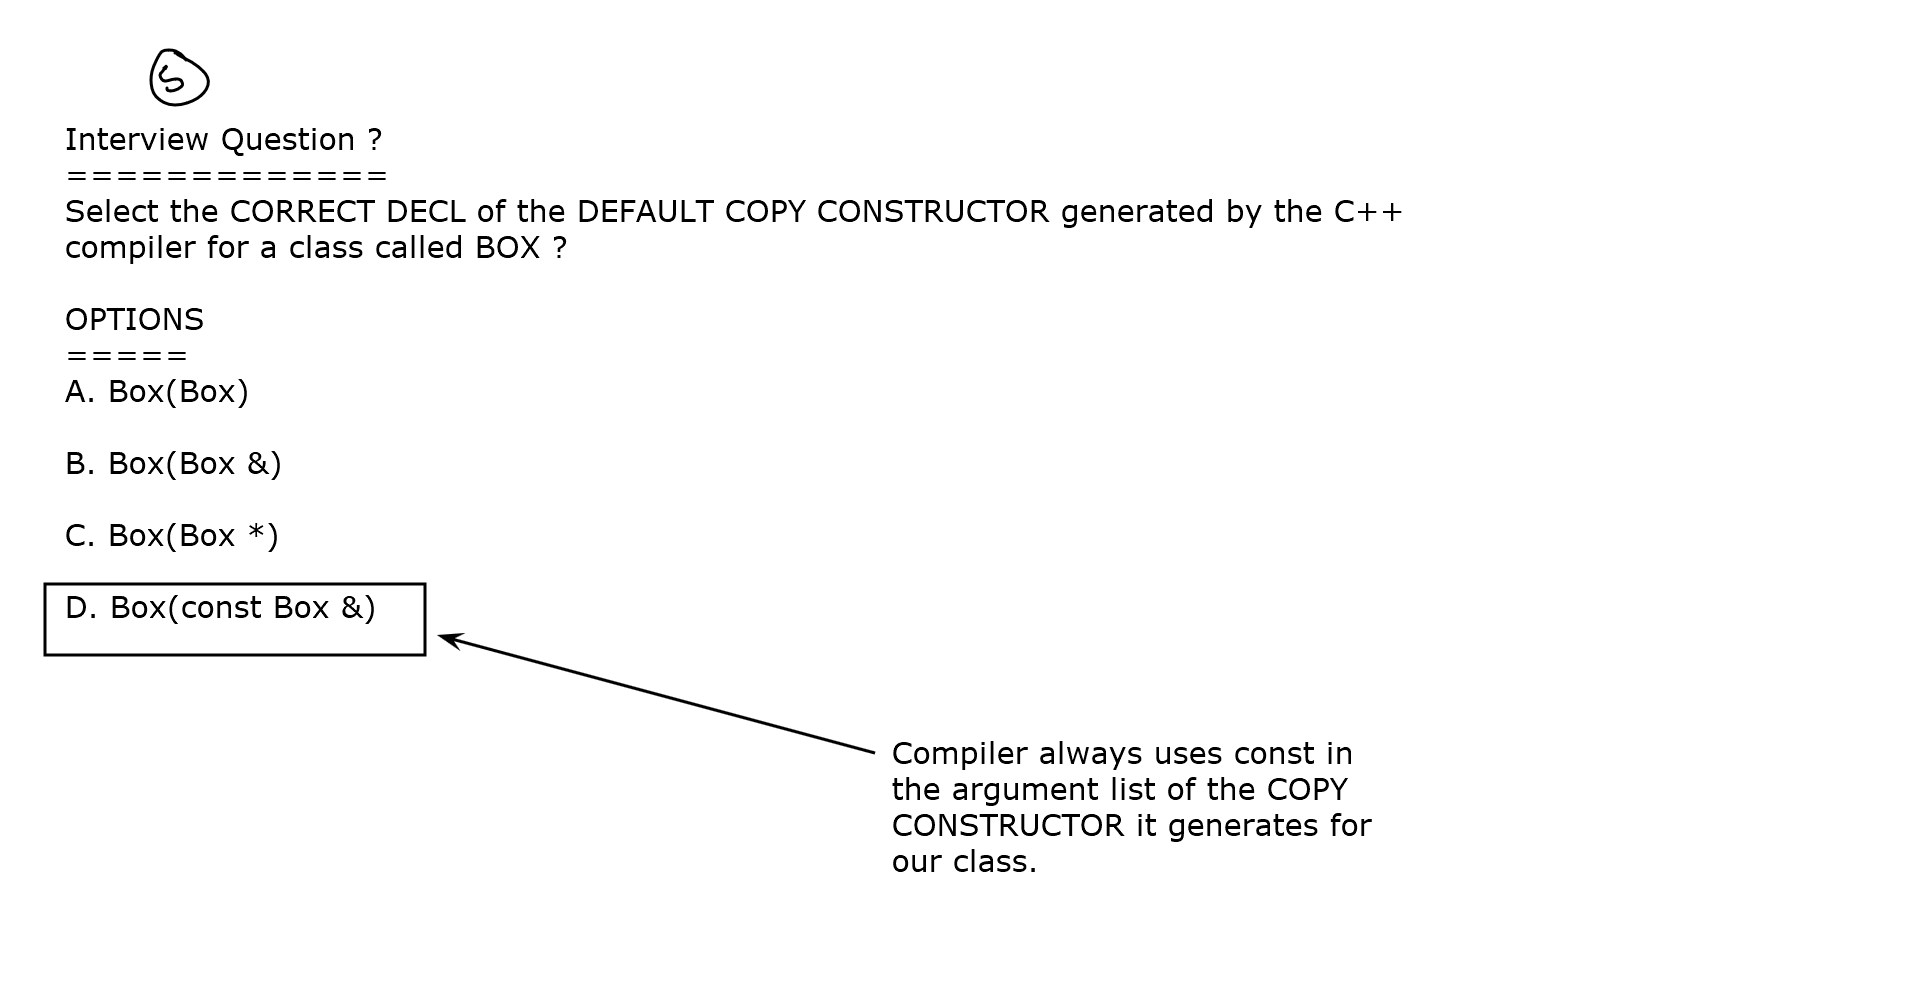 5
Interview Question ?
=============
Select the CORRECT DECL of the DEFAULT COPY CONSTRUCTOR generated by the C++
compiler for a class called BOX ?
OPTIONS
=====
A. Box(Box)
B. Box(Box &)
C. Box(Box *)
D. Box(const Box &)
Compiler always uses const in
the argument list of the COPY
CONSTRUCTOR it generates for
our class.